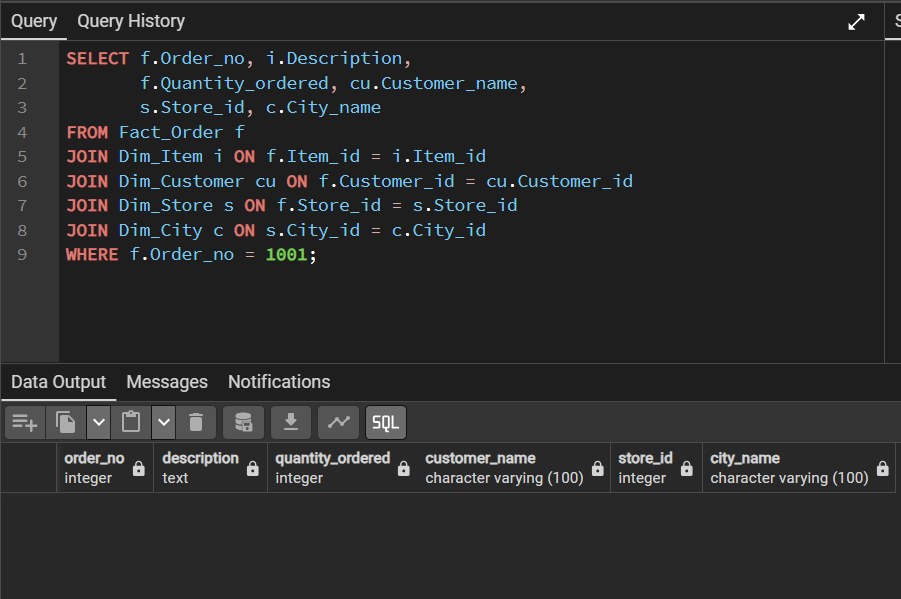 Query Query History S
1 SELECT f.Order_no, i.Description,
2 f.Quantity_ordered, cu.Customer_name,
3 s.Store_id, c.City_name
4 FROM Fact_Order f
5 JOIN Dim_Item i ON f.Item_id = i.Item_id
6 JOIN Dim_Customer cu ON f.Customer_id = cu.Customer_id
7 JOIN Dim_Store s ON f.Store_id = s.Store_id
8 JOIN Dim_City c ON s.City_id = c.City_id
9 WHERE f.Order_no = 1001;
Data Output Messages Notifications
SQL
order_no description quantity_ordered customer_name store_id city_name
integer text integer character varying (100) integer character varying (100)